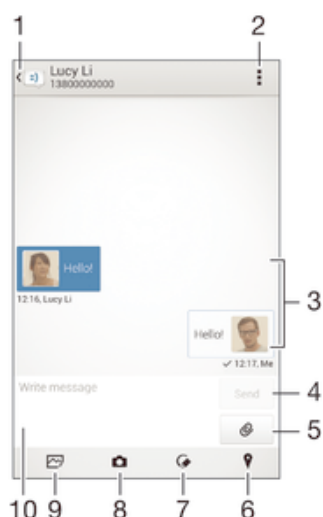 1 2
Lucy Li
13800000000
Hello!
12:16, Lucy Li
3
Hello!
12:17, Me
Write message
Send 4
5
10 9 8 7 6